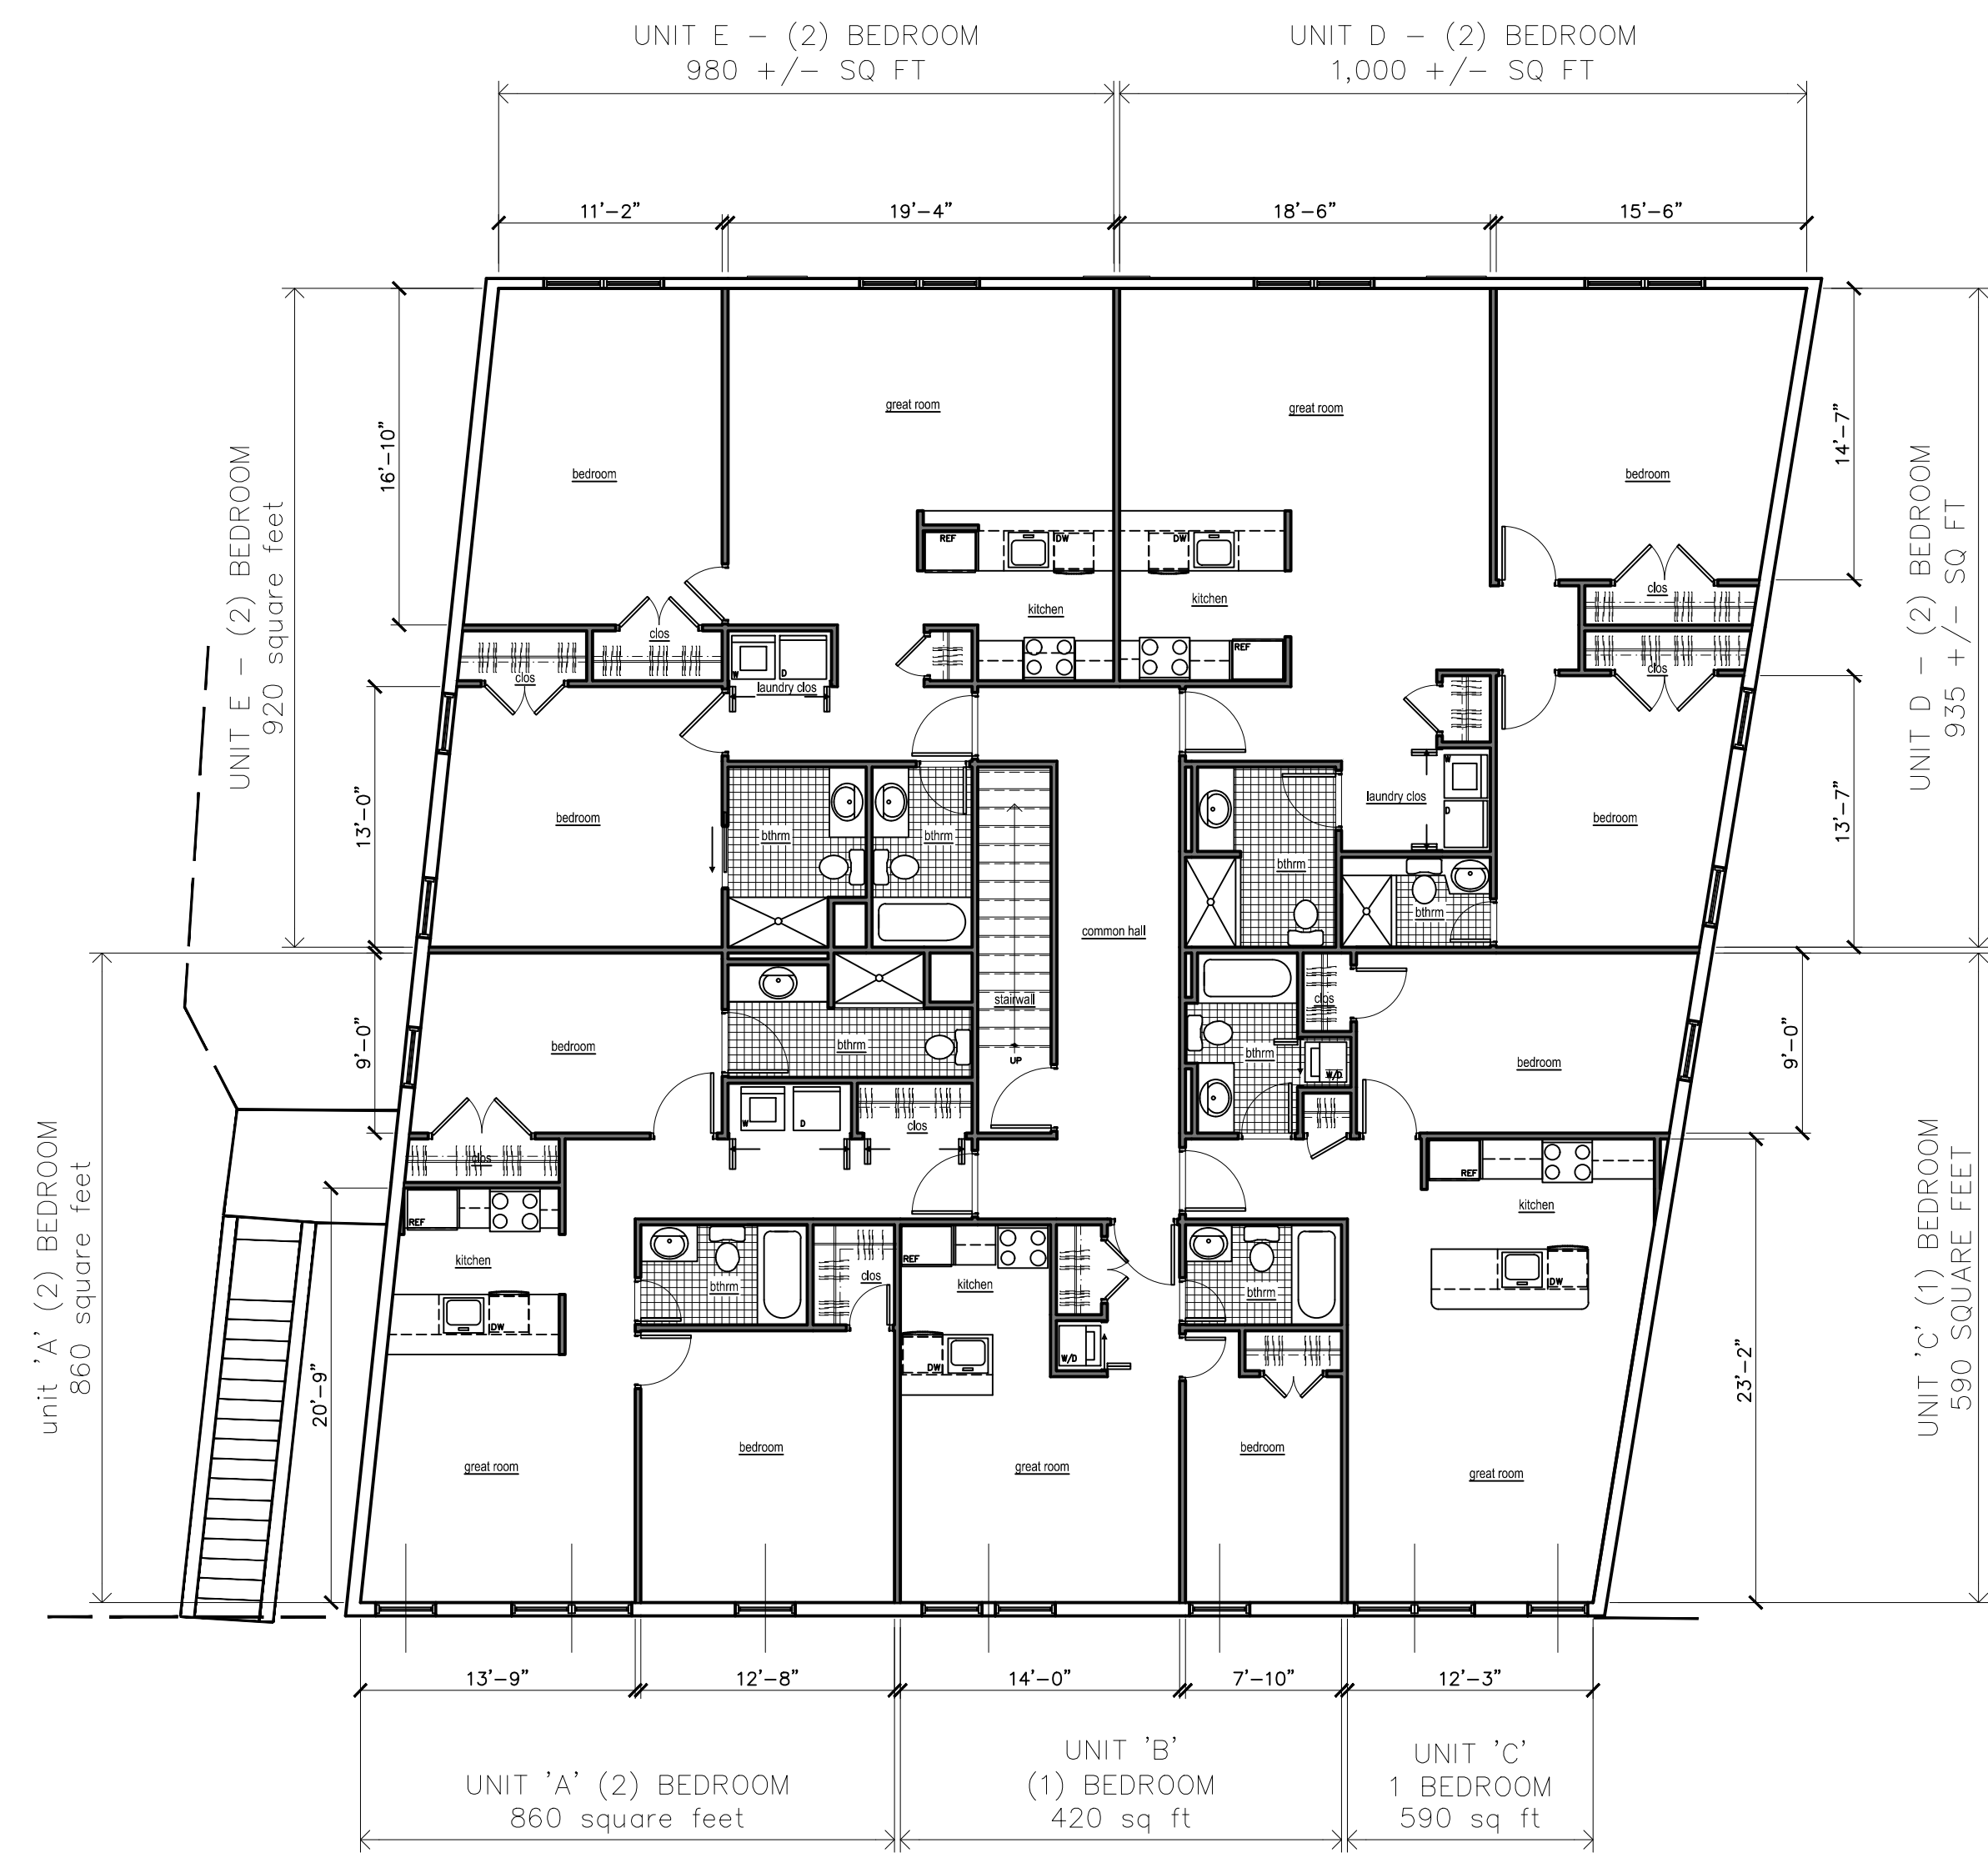 UNIT E – (2) BEDROOM
980 +/– SQ FT
UNIT D – (2) BEDROOM
1,000 +/– SQ FT
11'–2"
19'–4"
18'–6"
15'–6"
16'–10"
14'–7"
UNIT E – (2) BEDROOM
920 square feet
UNIT D – (2) BEDROOM
935 +/– SQ FT
great room
great room
bedroom
bedroom
REF
DW
DW
kitchen
kitchen
clos
clos
REF
clos
clos
W
D
laundry clos
13'–0"
13'–7"
W
D
laundry clos
bedroom
bedroom
bthrm
bthrm
bthrm
bthrm
common hall
stairwall
UP
9'–0"
9'–0"
clos
bedroom
bthrm
bthrm
W/D
bedroom
W
D
clos
clos
unit 'A' (2) BEDROOM
860 square feet
UNIT 'C' (1) BEDROOM
590 SQUARE FEET
REF
kitchen
DW
REF
kitchen
DW
bthrm
clos
REF
kitchen
DW
W/D
bthrm
20'–9"
23'–2"
great room
bedroom
great room
bedroom
great room
13'–9"
12'–8"
14'–0"
7'–10"
12'–3"
UNIT 'A' (2) BEDROOM
860 square feet
UNIT 'B'
(1) BEDROOM
420 sq ft
UNIT 'C'
1 BEDROOM
590 sq ft